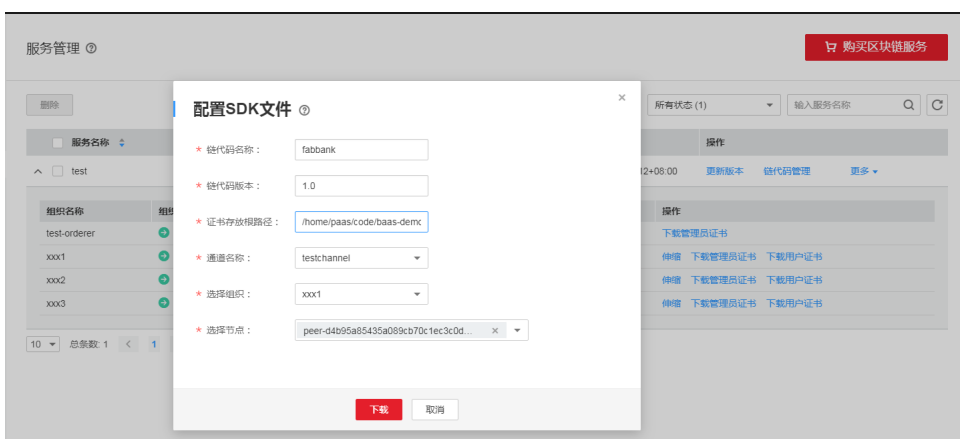 服务管理
购买区块链服务
删除
所有状态 (1)
输入服务名称
服务名称
操作
test
12+08:00
更新版本
链代码管理
更多
组织名称
操作
test-orderer
下载管理员证书
xxx1
伸缩 下载管理员证书 下载用户证书
xxx2
伸缩 下载管理员证书 下载用户证书
xxx3
伸缩 下载管理员证书 下载用户证书
10
总条数: 1
<
1
配置SDK文件
×
* 链代码名称：
fabbank
* 链代码版本：
1.0
* 证书存放根路径：
/home/paas/code/baas-demo
* 通道名称：
testchannel
* 选择组织：
xxx1
* 选择节点：
peer-d4b95a85435a089cb70c1ec3c0d... ×
下载
取消